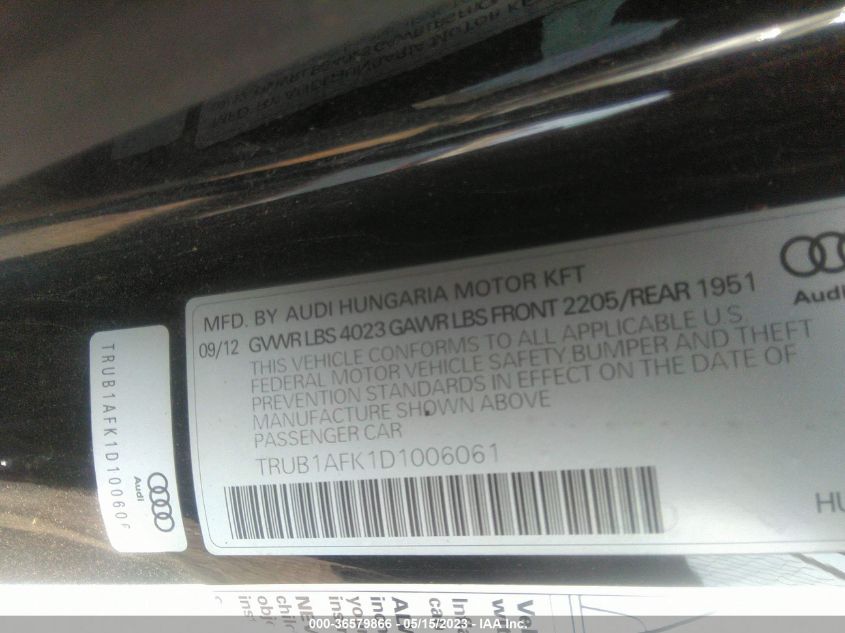 MFD. BY AUDI HUNGARIA MOTOR KFT
09/12 GVWR LBS 4023 GAWR LBS FRONT 2205/REAR 1951
THIS VEHICLE CONFORMS TO ALL APPLICABLE U.S.
FEDERAL MOTOR VEHICLE SAFETY,BUMPER AND THEFT
PREVENTION STANDARDS IN EFFECT ON THE DATE OF
MANUFACTURE SHOWN ABOVE
PASSENGER CAR
TRUB1AFK1D1006061
Audi
HU
TRUB1AFK1D10060
Audi
000-36579866 - 05/15/2023 - IAA Inc.